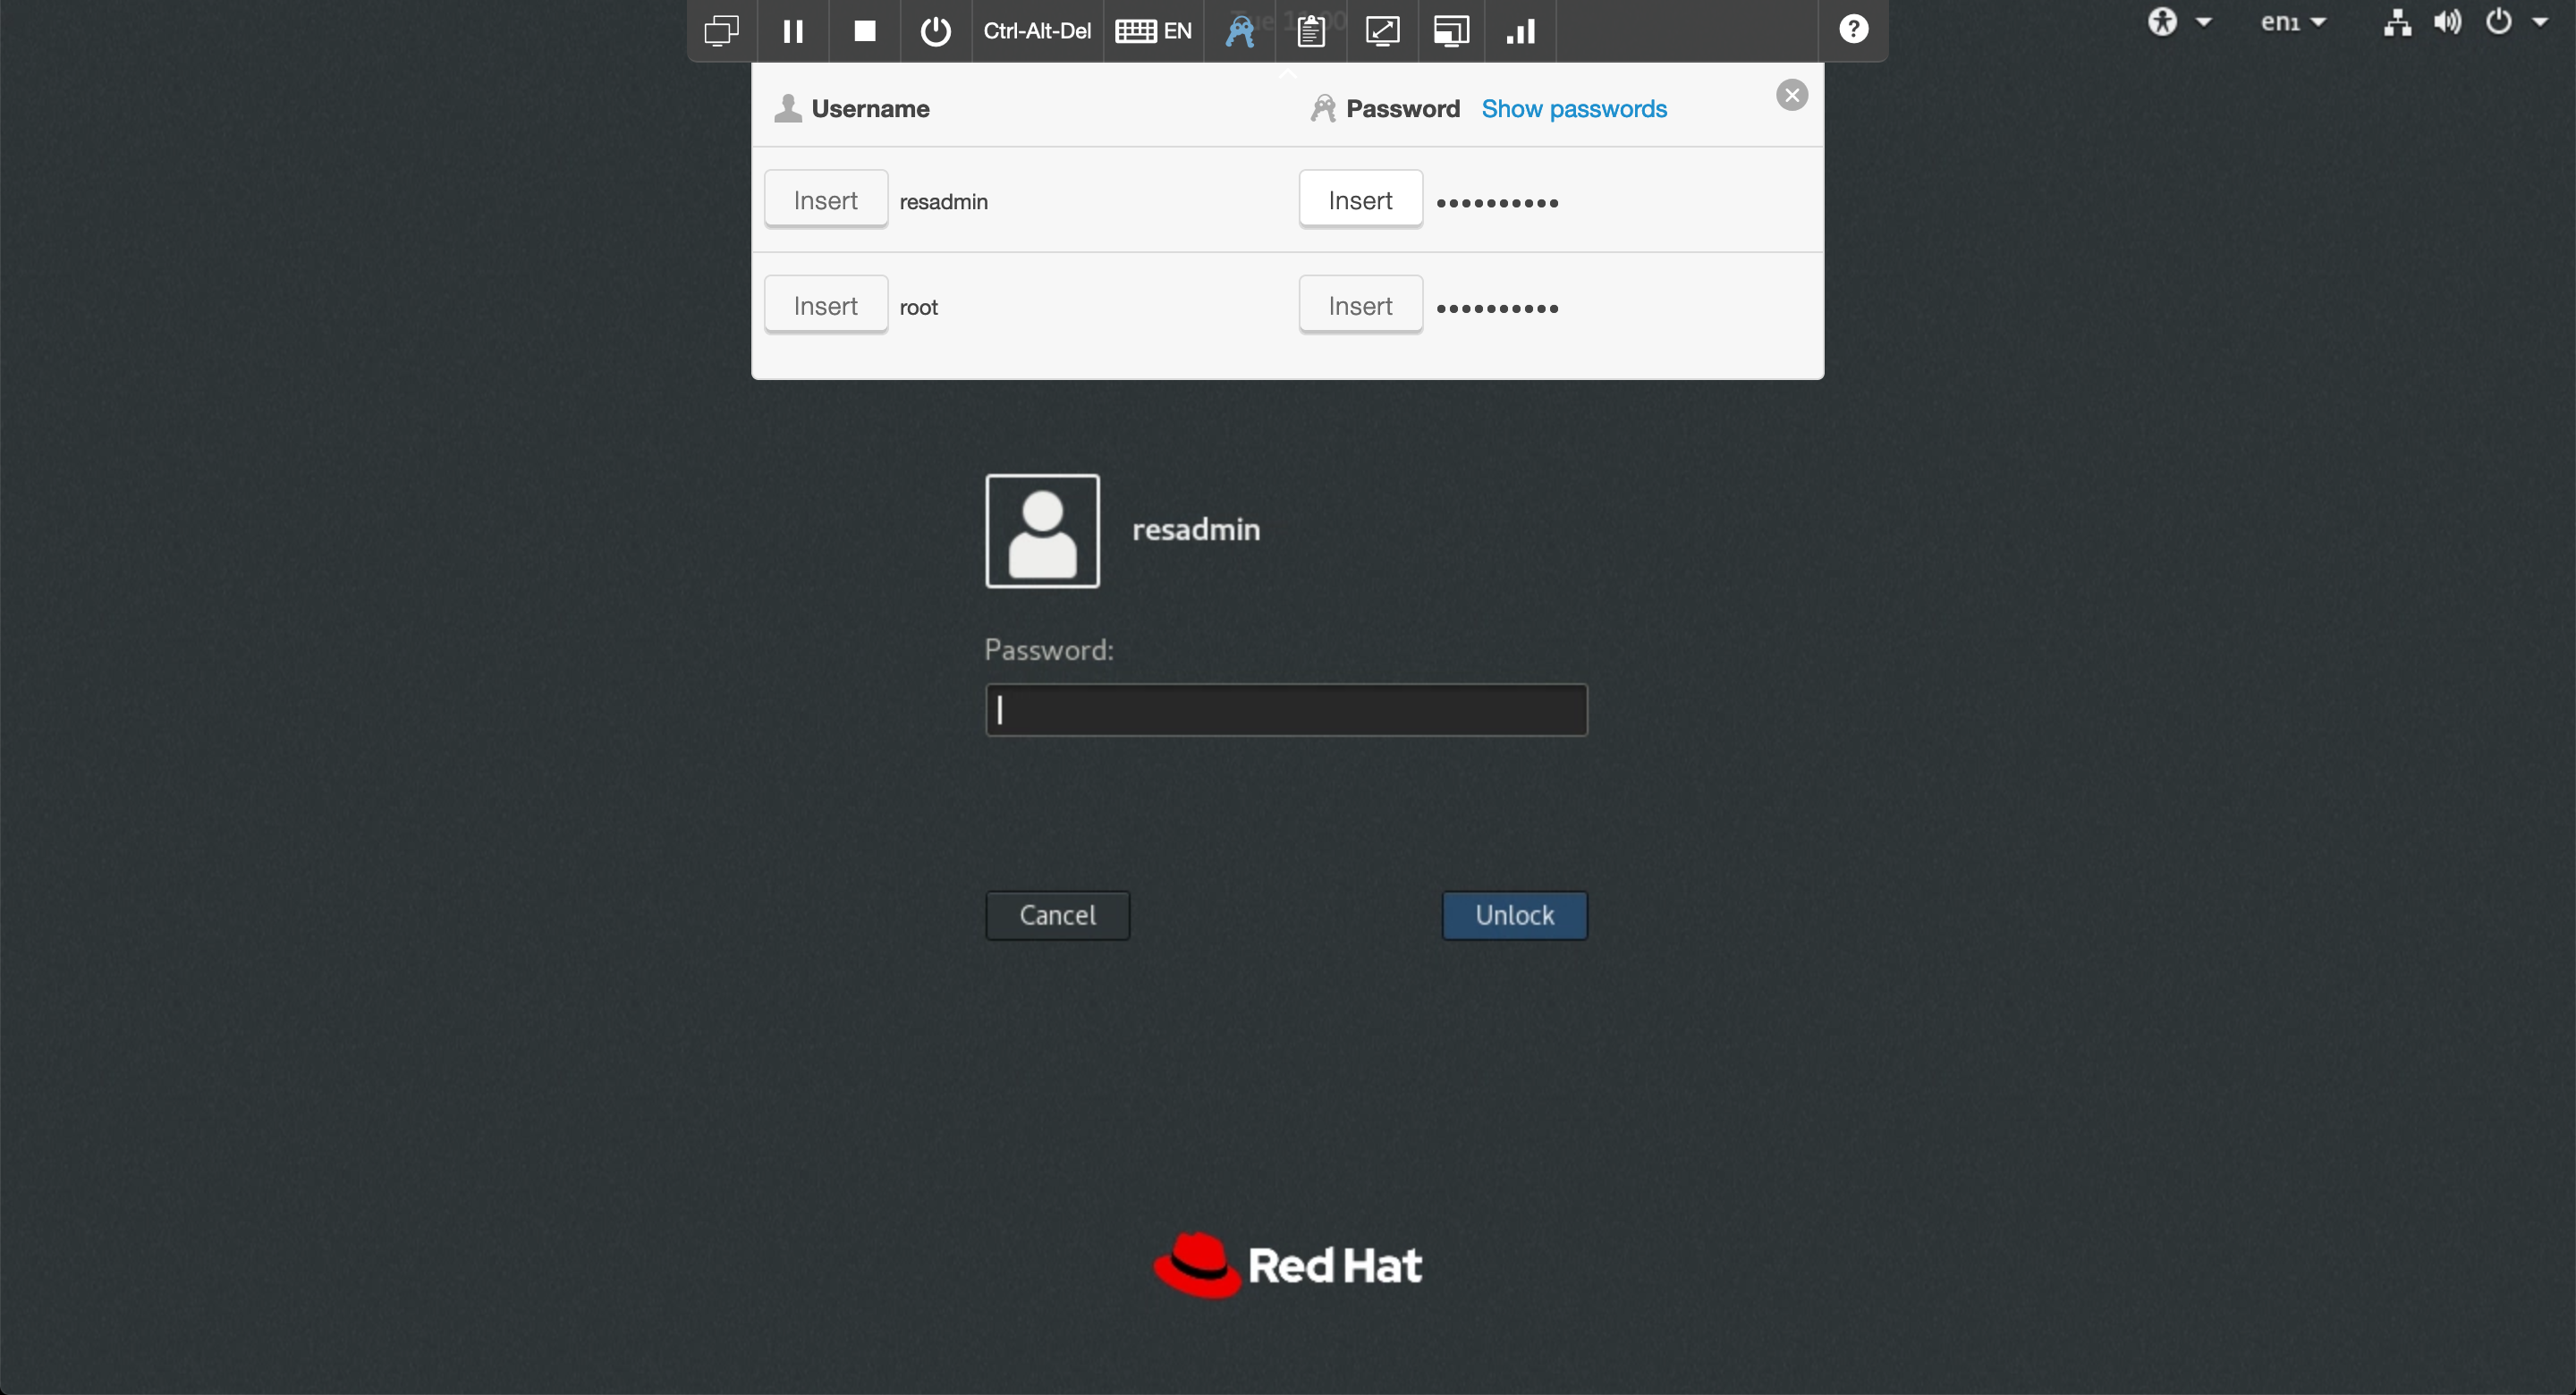 Ctrl-Alt-Del EN en1
Username Password Show passwords
Insert resadmin Insert
Insert root Insert
resadmin
Password:
Cancel Unlock
Red Hat